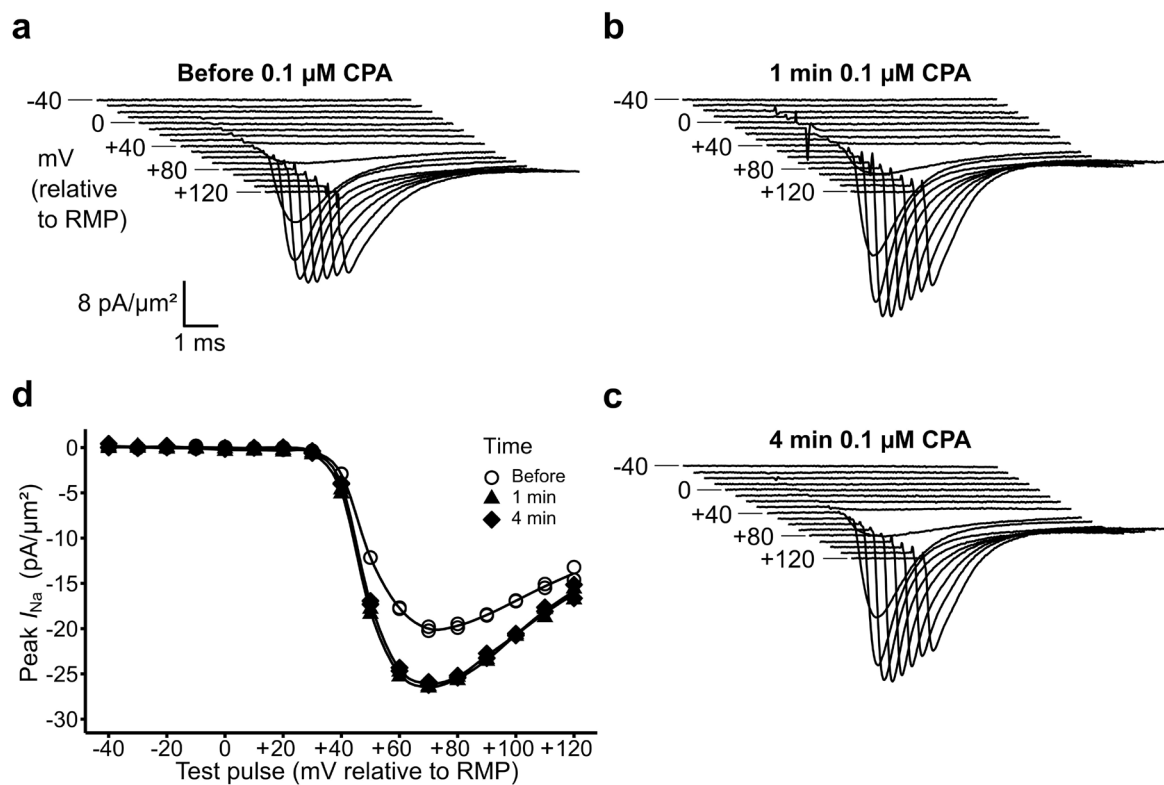 a
Before 0.1 µM CPA
-40
0
+40
+80
+120
mV
(relative
to RMP)
8 pA/µm²
1 ms
b
1 min 0.1 µM CPA
-40
0
+40
+80
+120
c
4 min 0.1 µM CPA
-40
0
+40
+80
+120
d
Peak INa (pA/µm²)
0
-5
-10
-15
-20
-25
-30
Time
Before
1 min
4 min
-40 -20 0 +20 +40 +60 +80 +100 +120
Test pulse (mV relative to RMP)